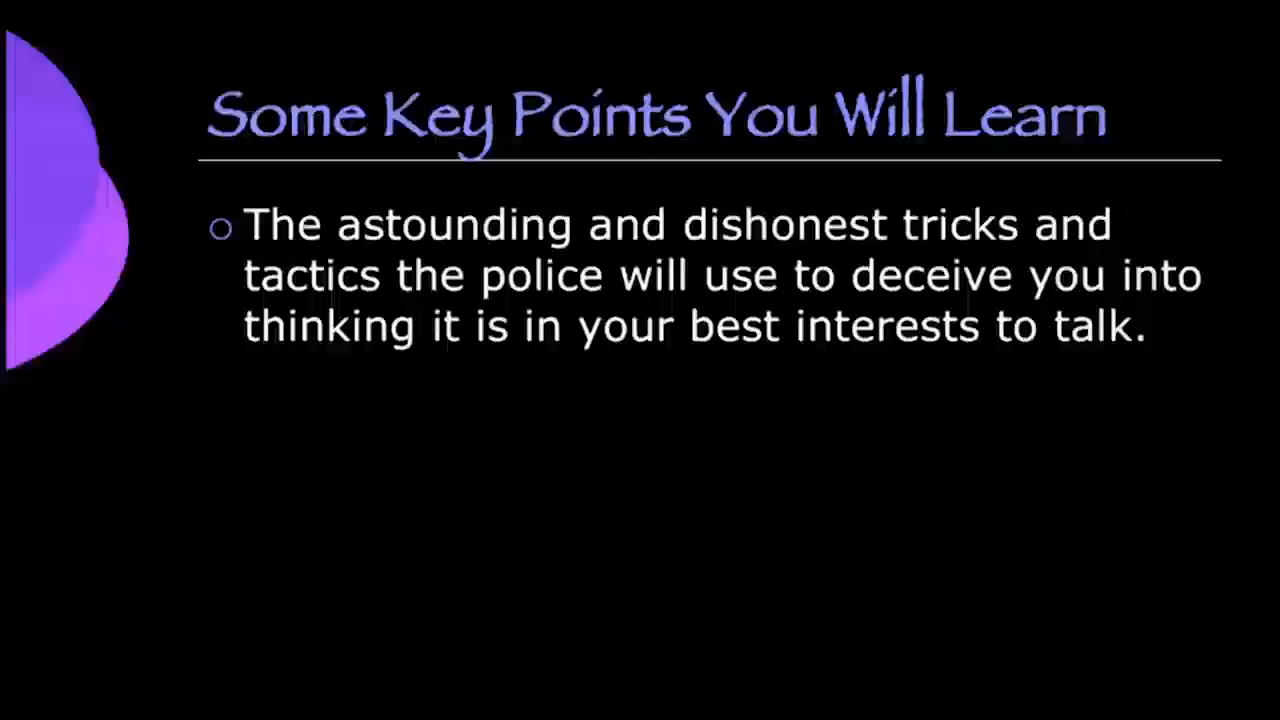 Some Key Points You Will Learn
The astounding and dishonest tricks and
tactics the police will use to deceive you into
thinking it is in your best interests to talk.